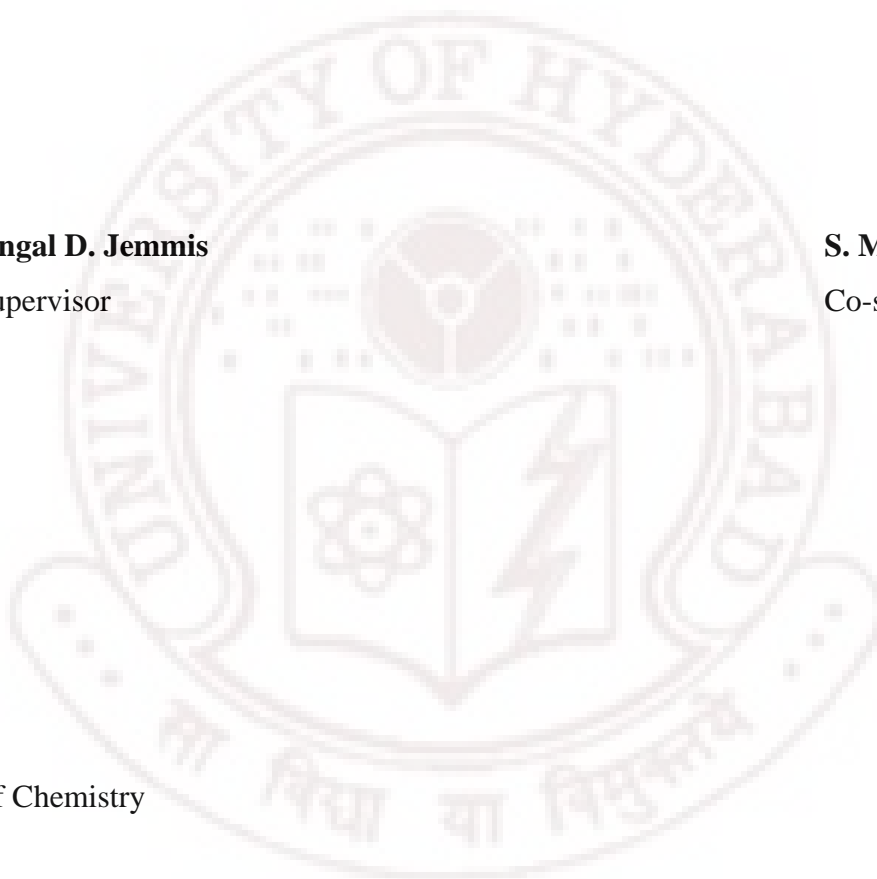 UNIVERSITY OF HYDERABAD
ngal D. Jemmis
S. M
upervisor
Co-s
सा विद्या या विमुक्तये
f Chemistry